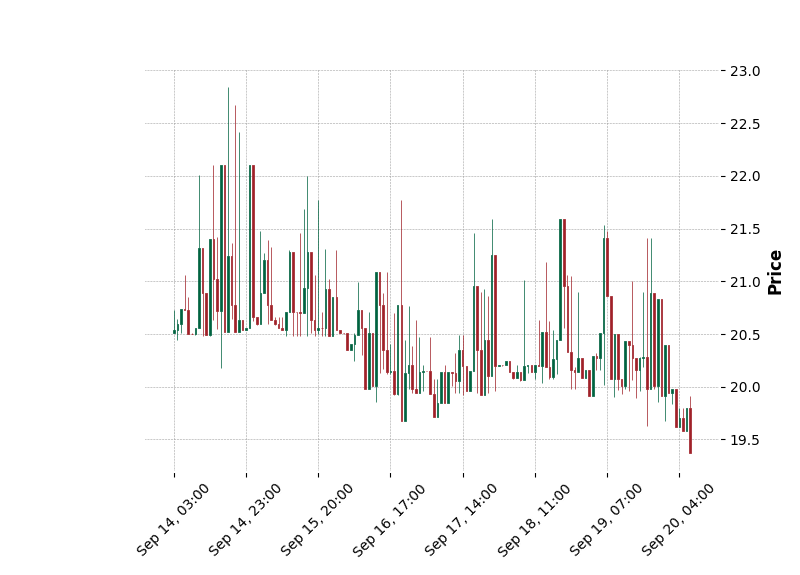 23.0
22.5
22.0
21.5
21.0
20.5
20.0
19.5
Price
Sep 14, 03:00
Sep 14, 23:00
Sep 15, 20:00
Sep 16, 17:00
Sep 17, 14:00
Sep 18, 11:00
Sep 19, 07:00
Sep 20, 04:00